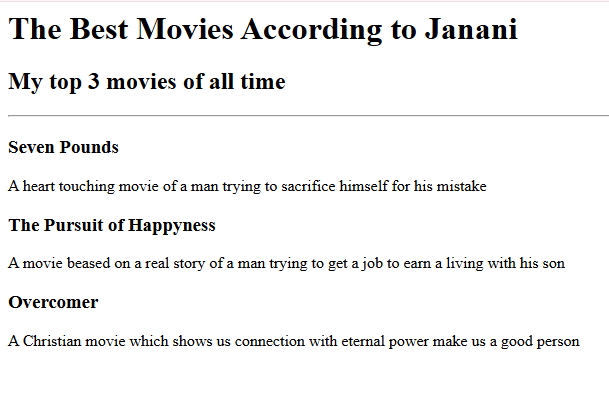 The Best Movies According to Janani
My top 3 movies of all time
Seven Pounds
A heart touching movie of a man trying to sacrifice himself for his mistake
The Pursuit of Happyness
A movie beased on a real story of a man trying to get a job to earn a living with his son
Overcomer
A Christian movie which shows us connection with eternal power make us a good person